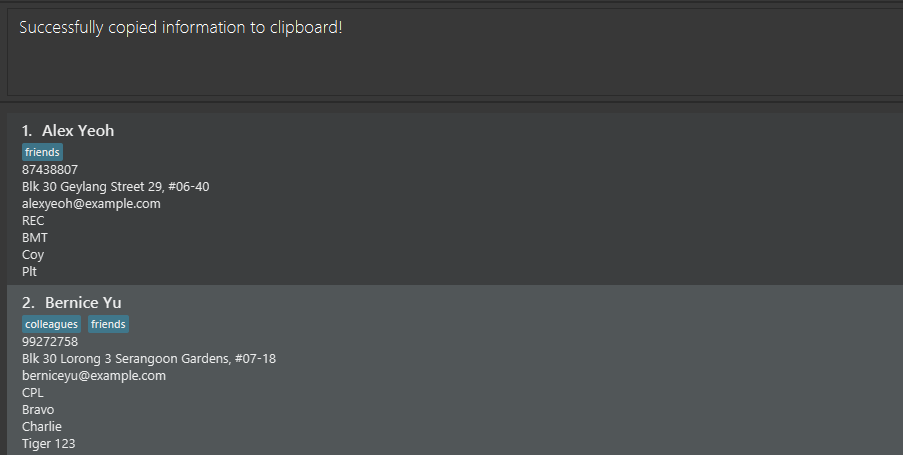 Successfully copied information to clipboard!
1. Alex Yeoh
friends
87438807
Blk 30 Geylang Street 29, #06-40
alexyeoh@example.com
REC
BMT
Coy
Plt
2. Bernice Yu
colleagues friends
99272758
Blk 30 Lorong 3 Serangoon Gardens, #07-18
berniceyu@example.com
CPL
Bravo
Charlie
Tiger 123